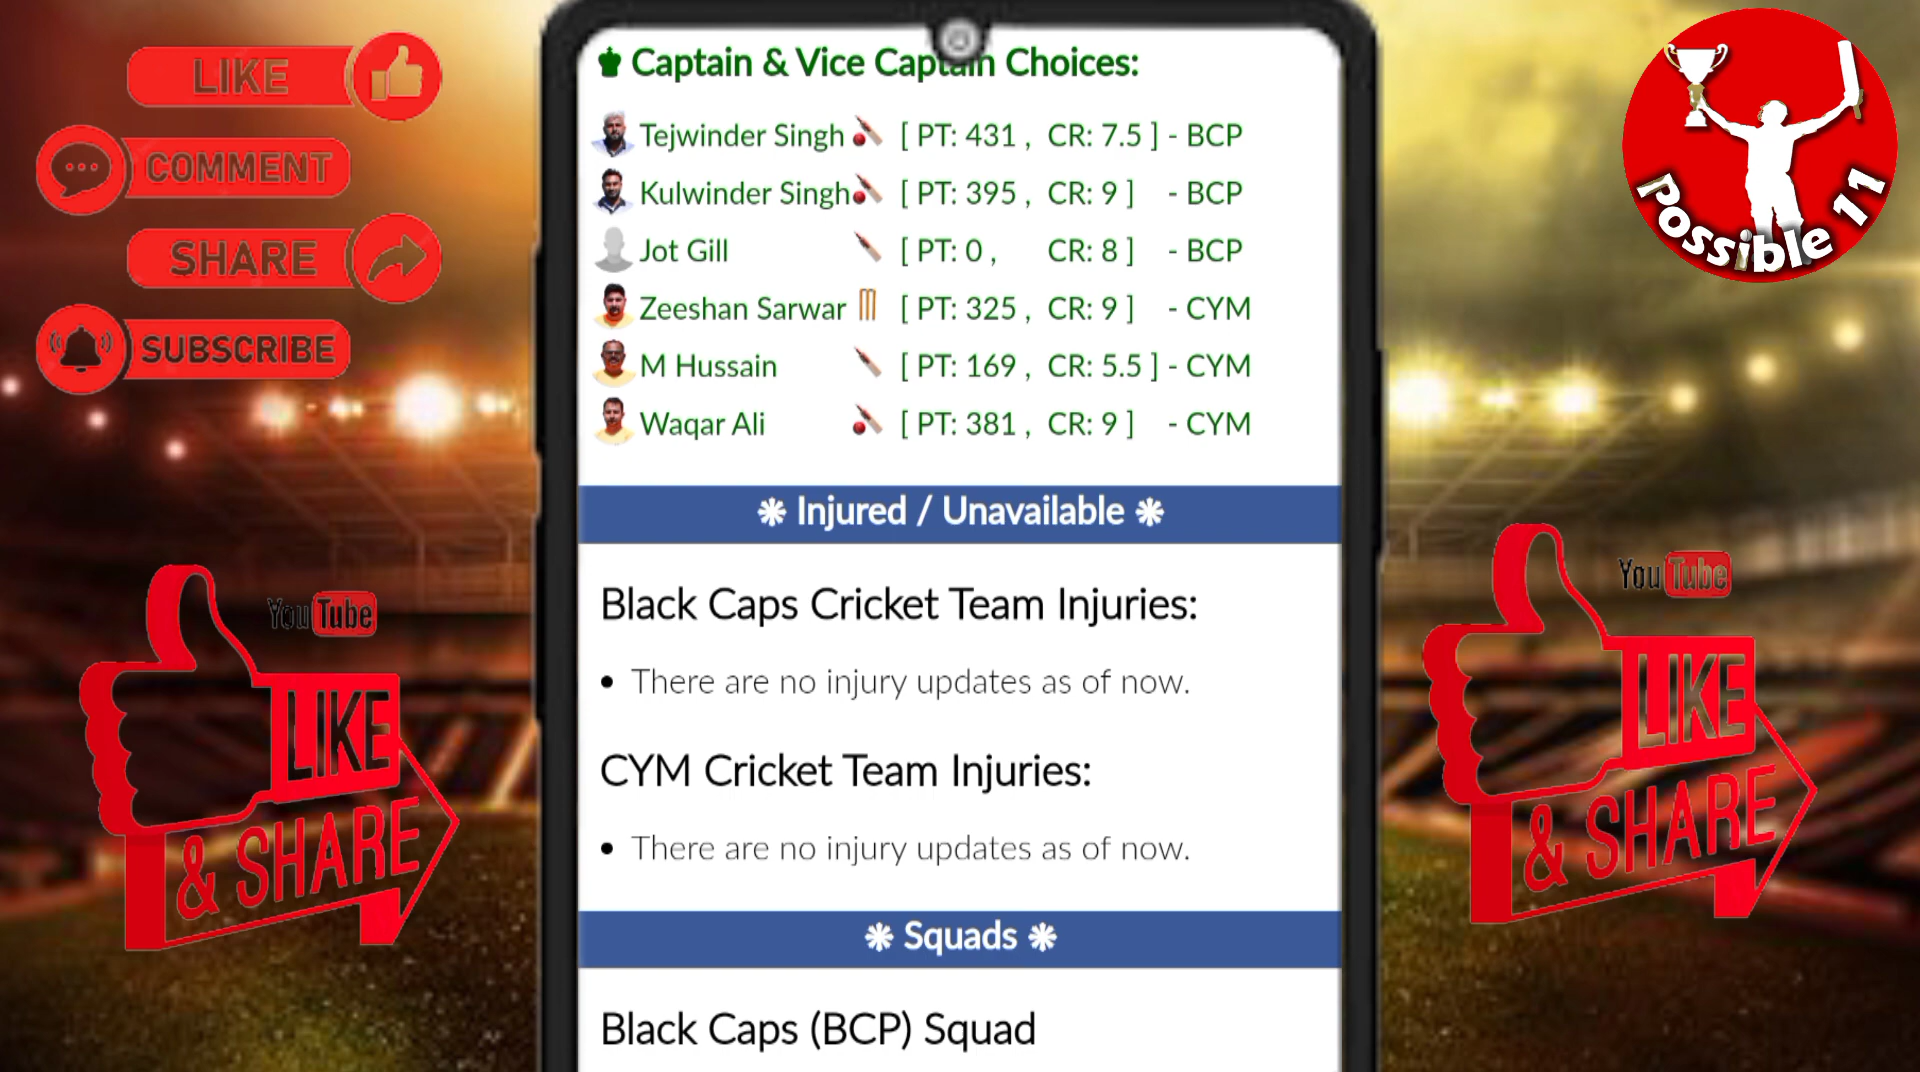 LIKE
COMMENT
SHARE
SUBSCRIBE
YouTube
LIKE
& SHARE
Captain & Vice Captain Choices:
Tejwinder Singh [ PT: 431 , CR: 7.5 ] - BCP
Kulwinder Singh [ PT: 395 , CR: 9 ] - BCP
Jot Gill [ PT: 0 , CR: 8 ] - BCP
Zeeshan Sarwar [ PT: 325 , CR: 9 ] - CYM
M Hussain [ PT: 169 , CR: 5.5 ] - CYM
Waqar Ali [ PT: 381 , CR: 9 ] - CYM
Injured / Unavailable
Black Caps Cricket Team Injuries:
• There are no injury updates as of now.
CYM Cricket Team Injuries:
• There are no injury updates as of now.
Squads
Black Caps (BCP) Squad
Possible 11
YouTube
LIKE
& SHARE